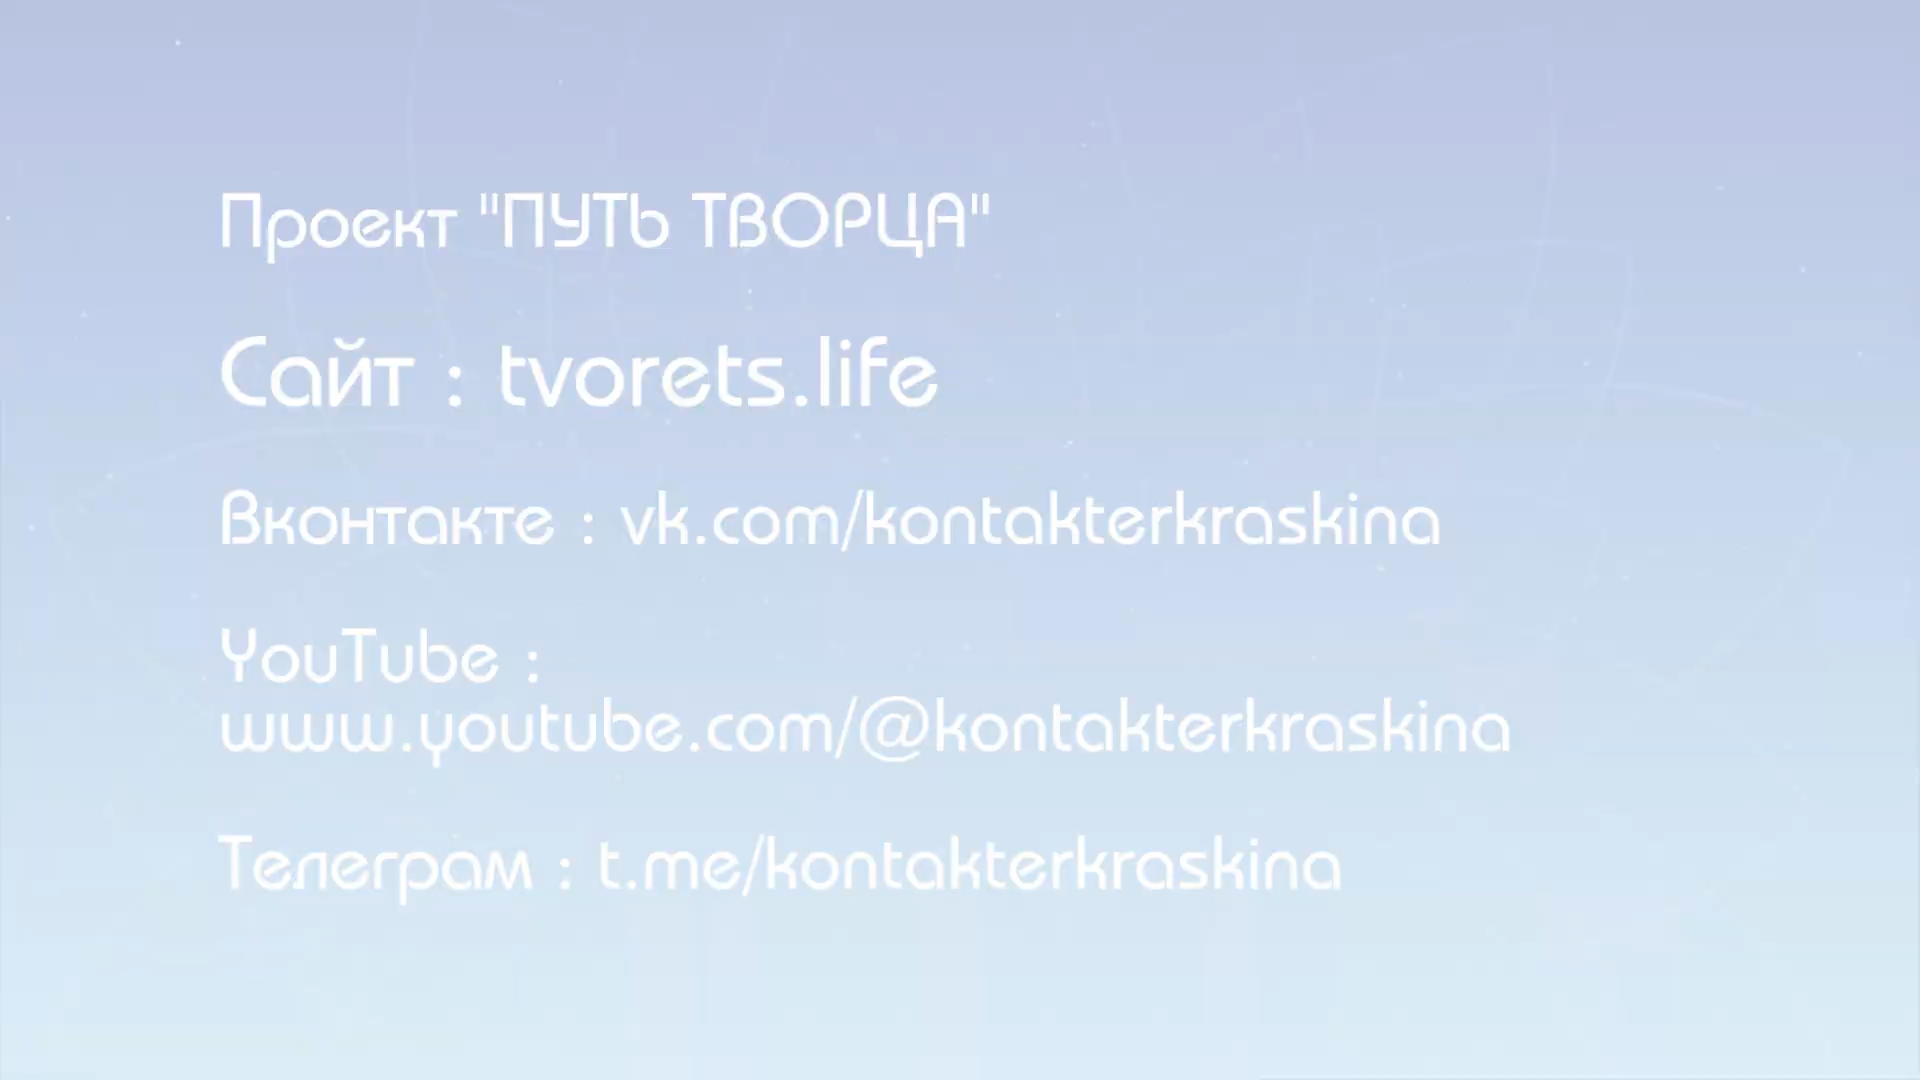 Проект "ПУТЬ ТВОРЦА"
Сайт : tvorets.life
Вконтакте : vk.com/kontakterkraskina
YouTube :
www.youtube.com/@kontakterkraskina
Телеграм : t.me/kontakterkraskina